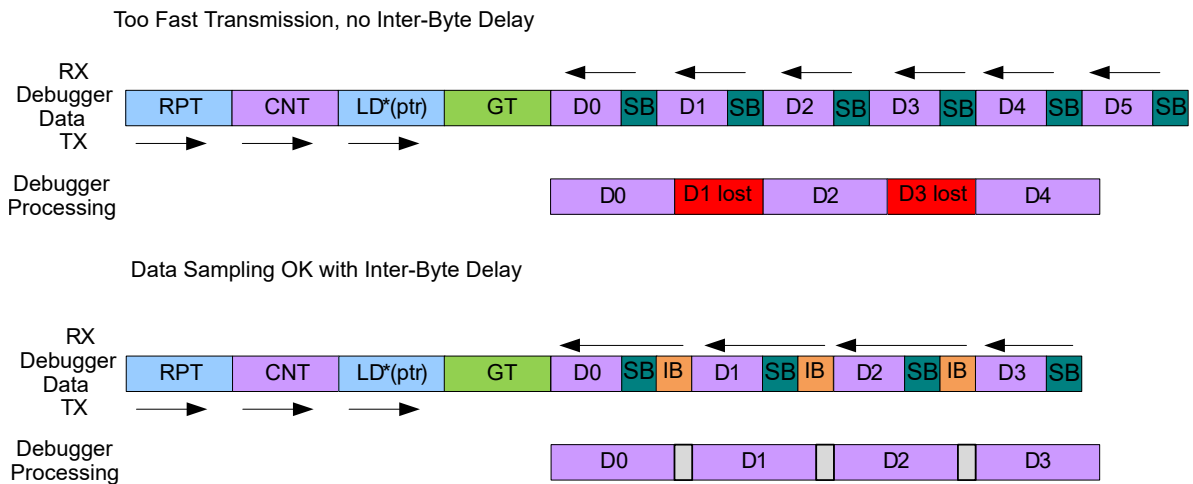 Too Fast Transmission, no Inter-Byte Delay
RX
Debugger
Data
TX
RPT CNT LD*(ptr) GT D0 SB D1 SB D2 SB D3 SB D4 SB D5 SB
Debugger
Processing
D0 D1 lost D2 D3 lost D4
Data Sampling OK with Inter-Byte Delay
RX
Debugger
Data
TX
RPT CNT LD*(ptr) GT D0 SB IB D1 SB IB D2 SB IB D3 SB
Debugger
Processing
D0 D1 D2 D3